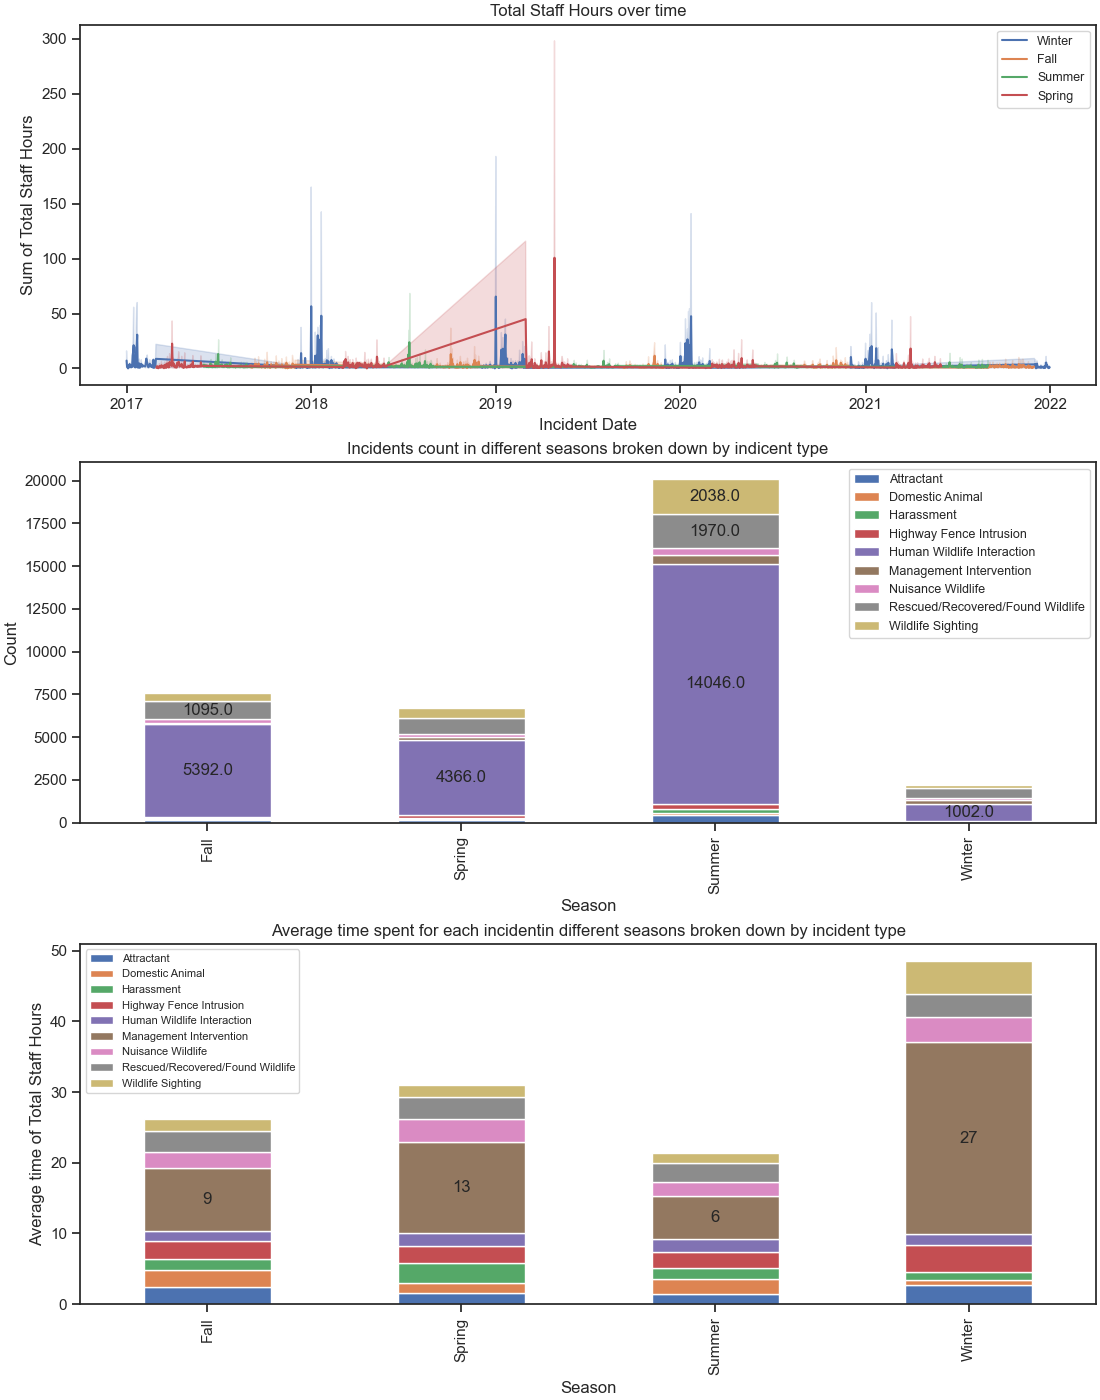 Total Staff Hours over time
300
250
200
150
100
50
0
Sum of Total Staff Hours
Winter
Fall
Summer
Spring
2017 2018 2019 2020 2021 2022
Incident Date
Incidents count in different seasons broken down by indicent type
20000
17500
15000
12500
10000
7500
5000
2500
0
Count
Attractant
Domestic Animal
Harassment
Highway Fence Intrusion
Human Wildlife Interaction
Management Intervention
Nuisance Wildlife
Rescued/Recovered/Found Wildlife
Wildlife Sighting
1095.0
5392.0
4366.0
2038.0
1970.0
14046.0
1002.0
Fall Spring Summer Winter
Season
Average time spent for each incidentin different seasons broken down by incident type
50
40
30
20
10
0
Average time of Total Staff Hours
Attractant
Domestic Animal
Harassment
Highway Fence Intrusion
Human Wildlife Interaction
Management Intervention
Nuisance Wildlife
Rescued/Recovered/Found Wildlife
Wildlife Sighting
9
13
6
27
Fall Spring Summer Winter
Season